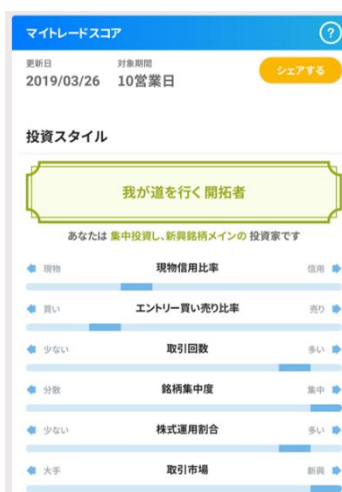 マイトレードスコア ?
更新日 対象期間
2019/03/26 10営業日 シェアする
投資スタイル
我が道を行く開拓者
あなたは 集中投資し、新興銘柄メインの 投資家です
現物 現物信用比率 信用
買い エントリー買い売り比率 売り
少ない 取引回数 多い
分散 銘柄集中度 集中
少ない 株式運用割合 多い
大手 取引市場 新興